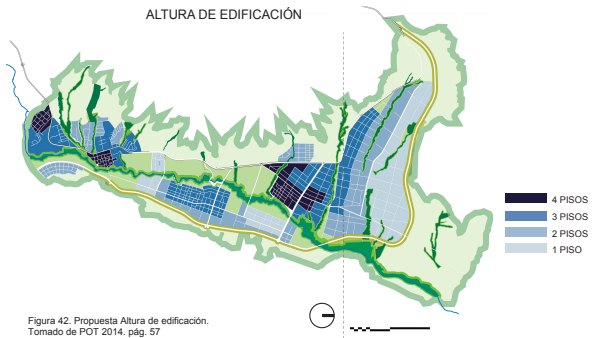 ALTURA DE EDIFICACIÓN
4 PISOS
3 PISOS
2 PISOS
1 PISO
Figura 42. Propuesta Altura de edificación.
Tomado de POT 2014. pág. 57